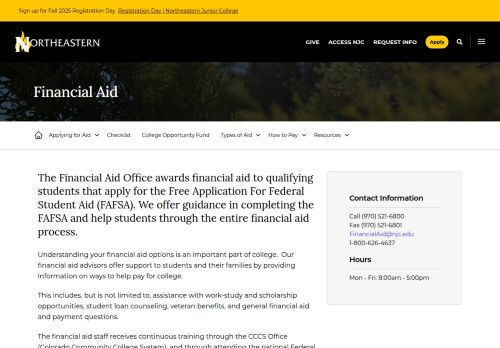 Sign up for Fall 2025 Registration Day Registration Day | Northeastern Junior College
NORTHEASTERN
GIVE ACCESS NJC REQUEST INFO Apply
Financial Aid
Applying for Aid Checklist College Opportunity Fund Types of Aid How to Pay Resources
The Financial Aid Office awards financial aid to qualifying
students that apply for the Free Application For Federal
Student Aid (FAFSA). We offer guidance in completing the
FAFSA and help students through the entire financial aid
process.
Understanding your financial aid options is an important part of college. Our
financial aid advisors offer support to students and their families by providing
information on ways to help pay for college.
This includes, but is not limited to, assistance with work-study and scholarship
opportunities, student loan counseling, veteran benefits, and general financial aid
and payment questions.
The financial aid staff receives continuous training through the CCCS Office
(Colorado Community College System), and through attending the national Federal
Contact Information
Call (970) 521-6800
Fax (970) 521-6801
FinancialAid@njc.edu
1-800-626-4637
Hours
Mon - Fri: 8:00am - 5:00pm